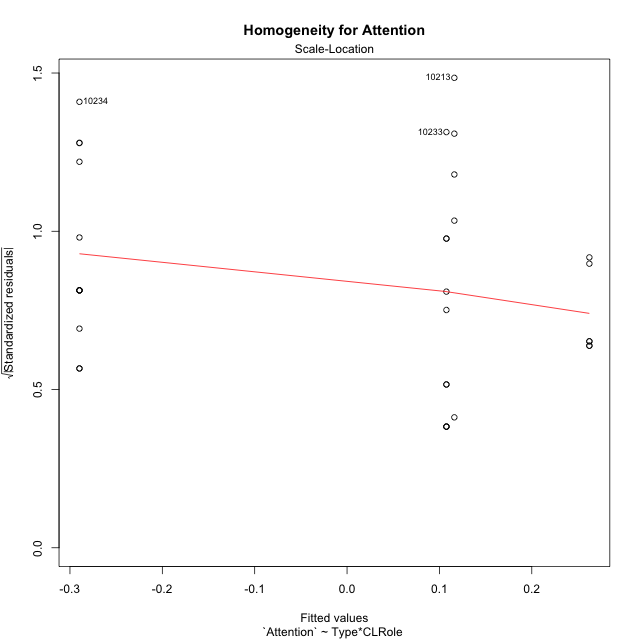 Homogeneity for Attention
Scale-Location
√|Standardized residuals|
1.5
1.0
0.5
0.0
10213
10234
10233
-0.3 -0.2 -0.1 0.0 0.1 0.2
Fitted values
`Attention` ~ Type*CLRole